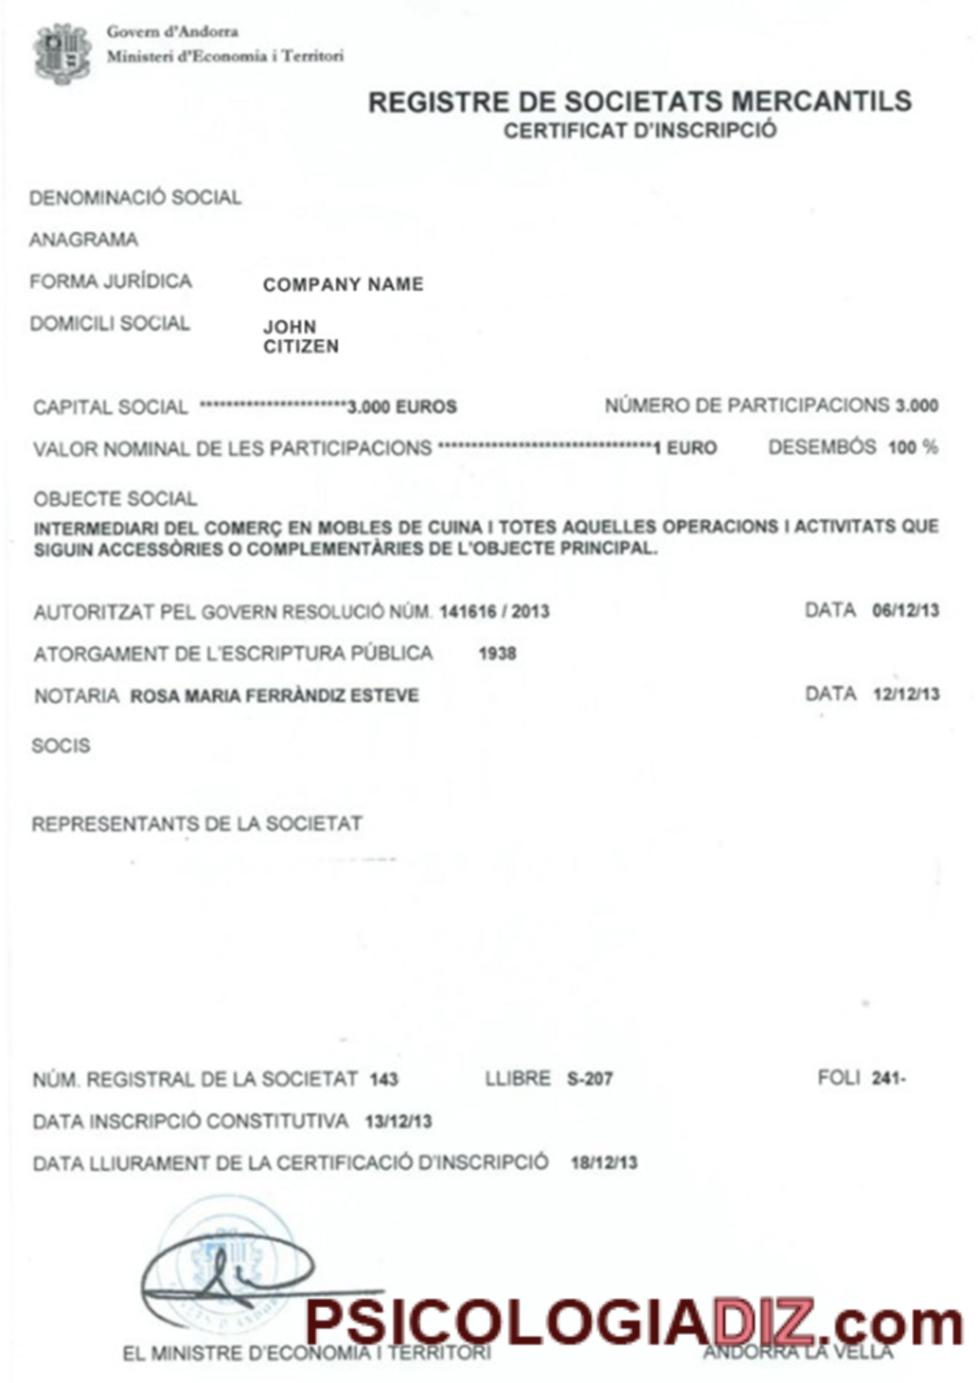 Govern d'Andorra
Ministeri d'Economia i Territori
REGISTRE DE SOCIETATS MERCANTILS
CERTIFICAT D'INSCRIPCIÓ
DENOMINACIÓ SOCIAL
ANAGRAMA
FORMA JURÍDICA COMPANY NAME
DOMICILI SOCIAL JOHN
CITIZEN
CAPITAL SOCIAL **********************3.000 EUROS NÚMERO DE PARTICIPACIONS 3.000
VALOR NOMINAL DE LES PARTICIPACIONS ********************************1 EURO DESEMBÓS 100 %
OBJECTE SOCIAL
INTERMEDIARI DEL COMERÇ EN MOBLES DE CUINA I TOTES AQUELLES OPERACIONS I ACTIVITATS QUE
SIGUIN ACCESSÒRIES O COMPLEMENTÀRIES DE L'OBJECTE PRINCIPAL.
AUTORITZAT PEL GOVERN RESOLUCIÓ NÚM. 141616 / 2013 DATA 06/12/13
ATORGAMENT DE L'ESCRIPTURA PÚBLICA 1938
NOTARIA ROSA MARIA FERRÀNDIZ ESTEVE DATA 12/12/13
SOCIS
REPRESENTANTS DE LA SOCIETAT
NÚM. REGISTRAL DE LA SOCIETAT 143 LLIBRE S-207 FOLI 241-
DATA INSCRIPCIÓ CONSTITUTIVA 13/12/13
DATA LLIURAMENT DE LA CERTIFICACIÓ D'INSCRIPCIÓ 18/12/13
PSICOLOGIADIZ.com
EL MINISTRE D'ECONOMIA I TERRITORI ANDORRA LA VELLA